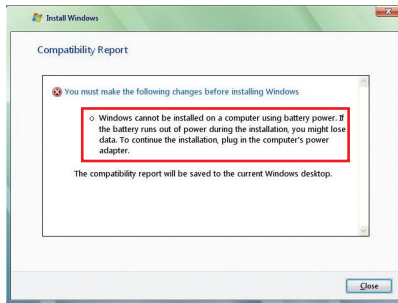 Install Windows
Compatibility Report
You must make the following changes before installing Windows
o Windows cannot be installed on a computer using battery power. If
the battery runs out of power during the installation, you might lose
data. To continue the installation, plug in the computer's power
adapter.
The compatibility report will be saved to the current Windows desktop.
Close